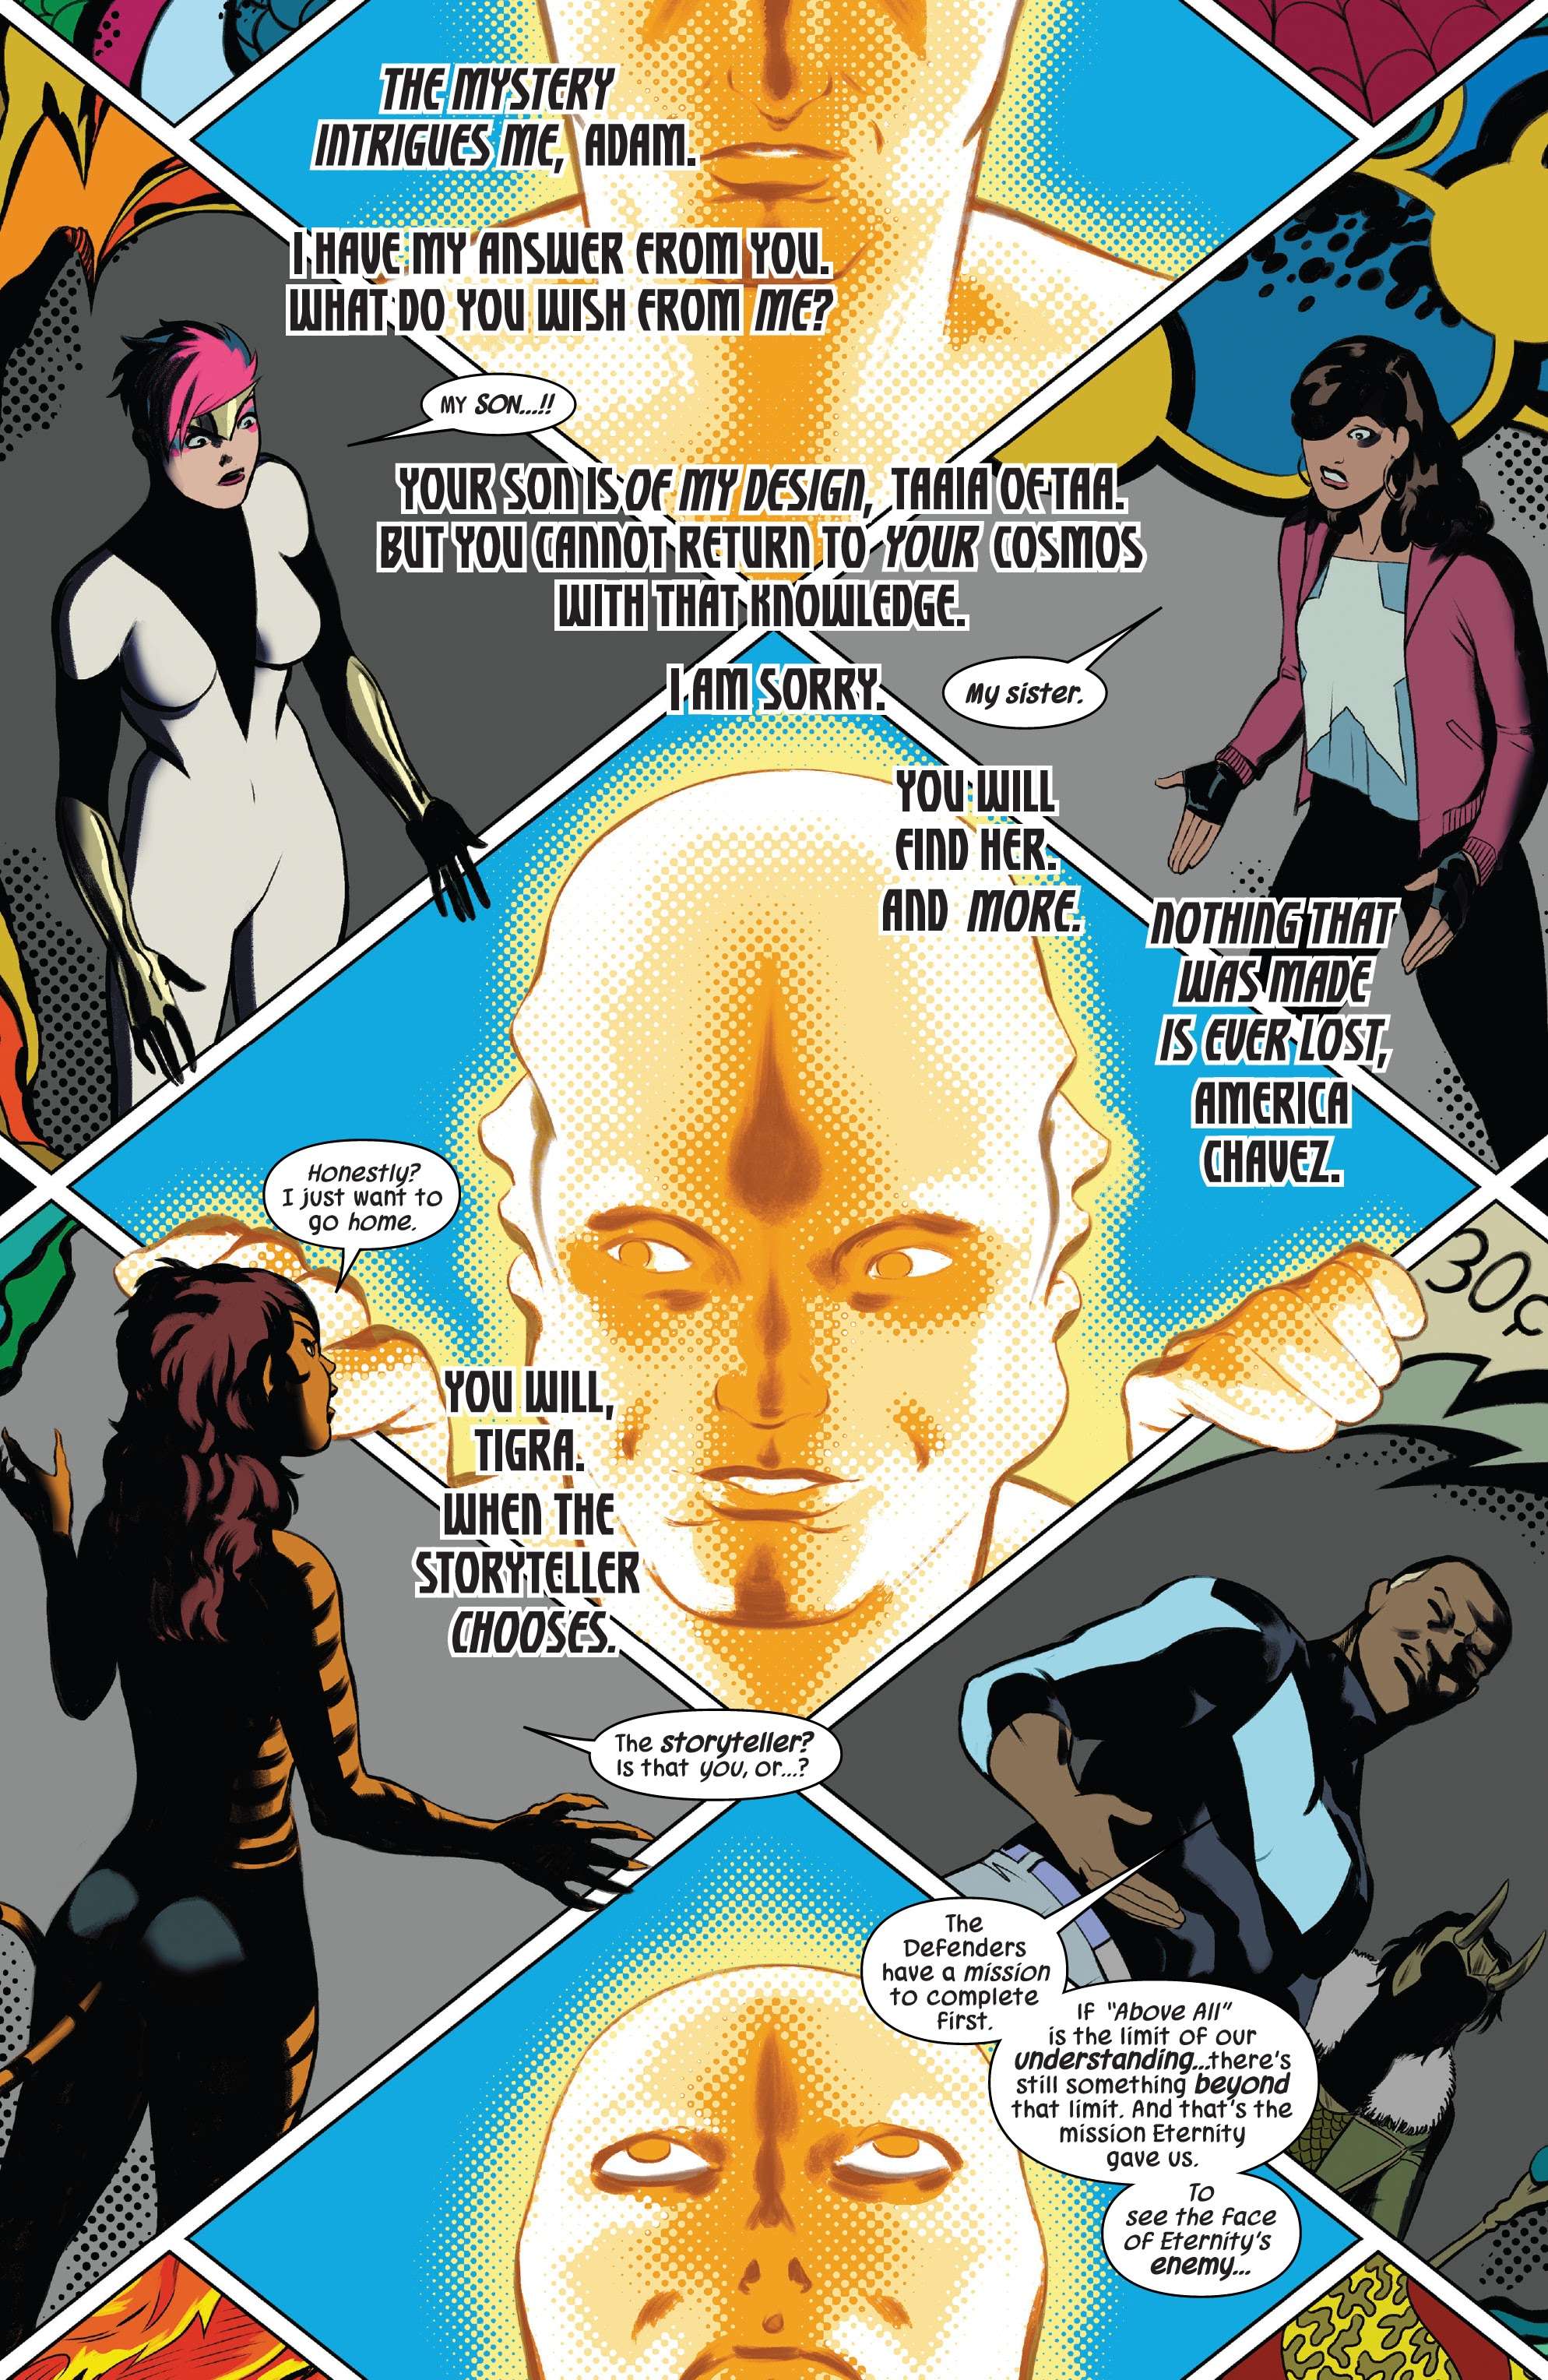 THE MYSTERY
INTRIGUES ME, ADAM.
I HAVE MY ANSWER FROM YOU.
WHAT DO YOU WISH FROM ME?
MY SON...!!
YOUR SON IS OF MY DESIGN, TAAIA OF TAA.
BUT YOU CANNOT RETURN TO YOUR COSMOS
WITH THAT KNOWLEDGE.
I AM SORRY.
My sister.
YOU WILL
FIND HER.
AND MORE.
NOTHING THAT
WAS MADE
IS EVER LOST,
AMERICA
CHAVEZ.
Honestly?
I just want to
go home.
30¢
YOU WILL,
TIGRA.
WHEN THE
STORYTELLER
CHOOSES.
The storyteller?
Is that you, or...?
The
Defenders
have a mission
to complete
first.
If "Above All"
is the limit of our
understanding...there's
still something beyond
that limit. And that's the
mission Eternity
gave us.
To
see the face
of Eternity's
enemy...